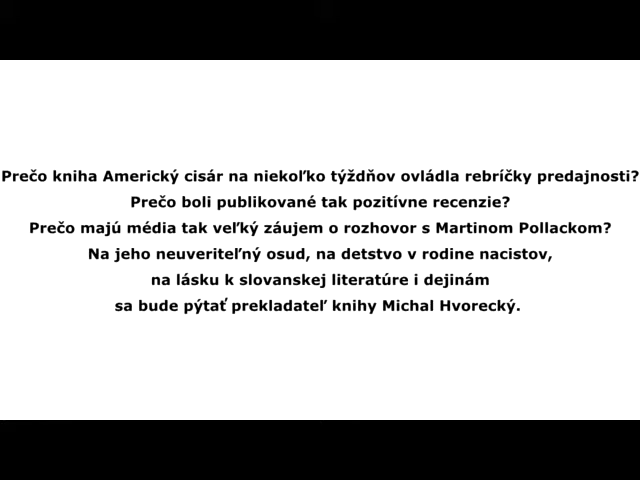 Prečo kniha Americký cisár na niekoľko týždňov ovládla rebríčky predajnosti?
Prečo boli publikované tak pozitívne recenzie?
Prečo majú média tak veľký záujem o rozhovor s Martinom Pollackom?
Na jeho neuveriteľný osud, na detstvo v rodine nacistov,
na lásku k slovanskej literatúre i dejinám
sa bude pýtať prekladateľ knihy Michal Hvorecký.